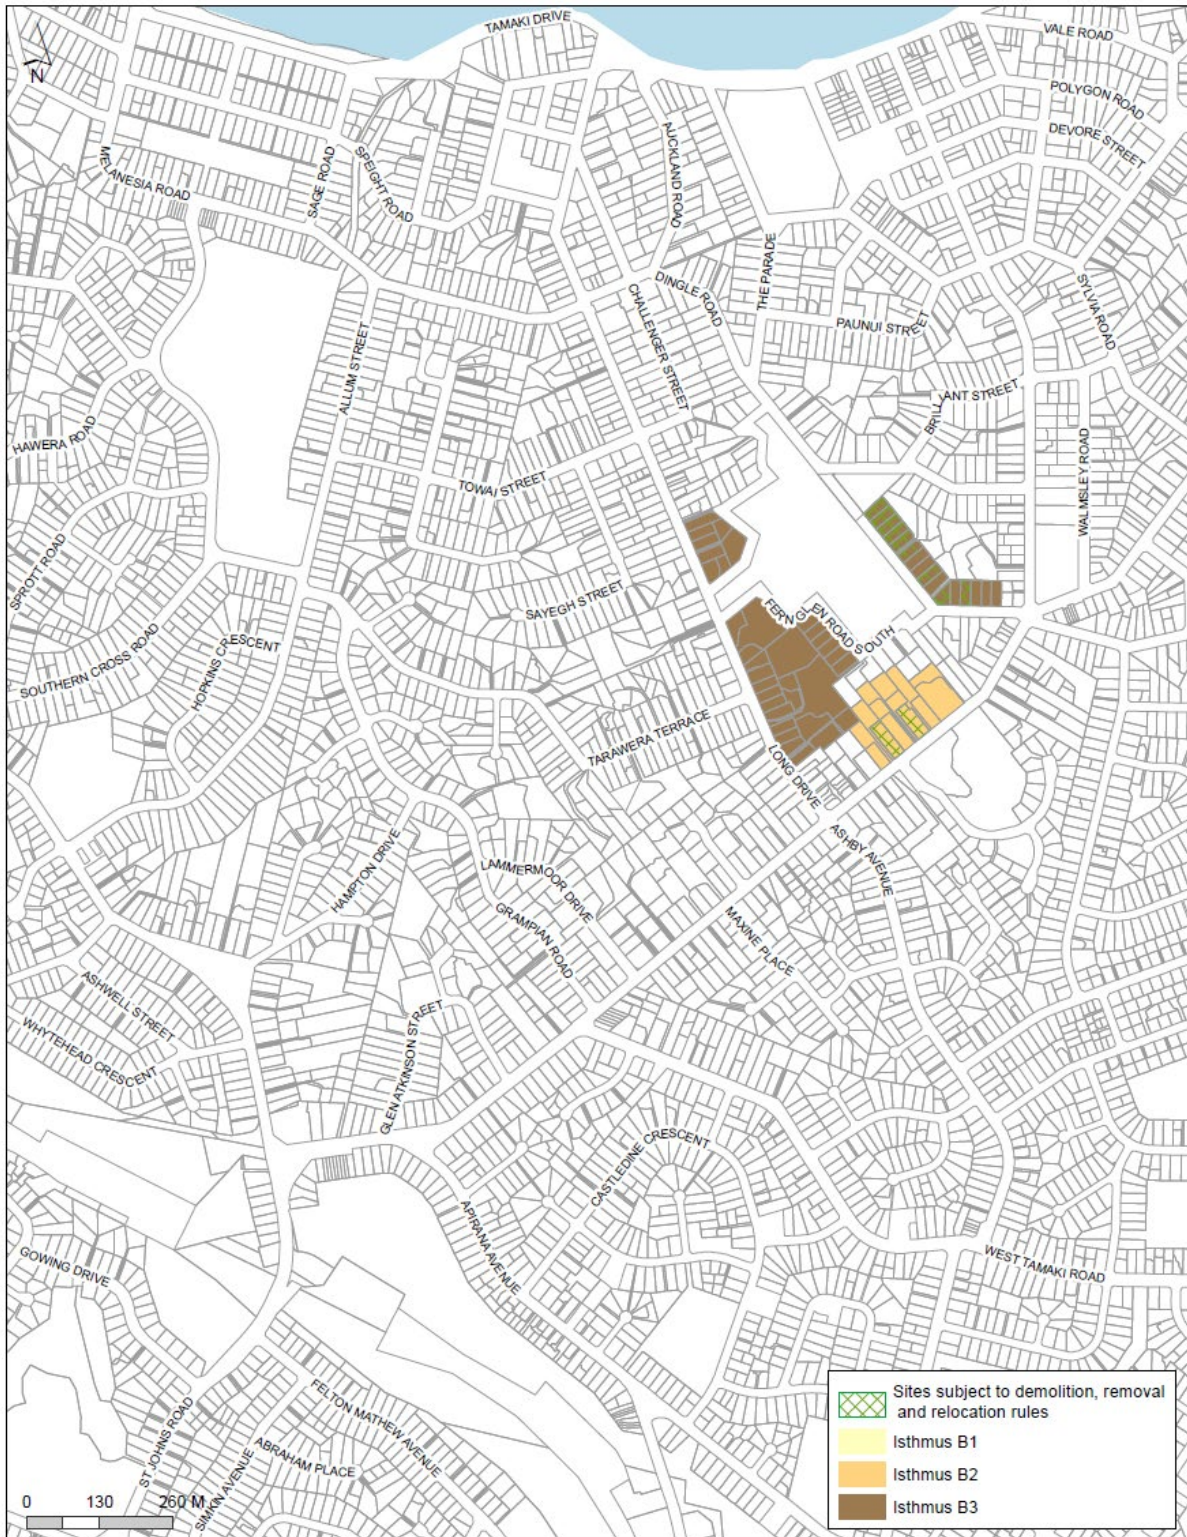 TAMAKI DRIVE
VALE ROAD
N
POLYGON ROAD
DEVORE STREET
AUCKLAND ROAD
MELANESIA ROAD
SAGE ROAD
SPEIGHT ROAD
THE PARADE
DINGLE ROAD
SYLVIA ROAD
CHALLENGER STREET
PAUNUI STREET
ALLUM STREET
BRILLIANT STREET
HAWERA ROAD
WALMSLEY ROAD
TOWAI STREET
SPROTT ROAD
SAYEGH STREET
FERNGLEN ROAD SOUTH
SOUTHERN CROSS ROAD
HOPKINS CRESCENT
TARAWERA TERRACE
LONG DRIVE
ASHBY AVENUE
HAMPTON DRIVE
LAMMERMOOR DRIVE
GRAMPIAN ROAD
MAXINE PLACE
ASHWELL STREET
WHYTEHEAD CRESCENT
GLEN ATKINSON STREET
CASTLEDINE CRESCENT
APIRANA AVENUE
GOWING DRIVE
WEST TAMAKI ROAD
FELTON MATHEW AVENUE
ST JOHNS ROAD
ABRAHAM PLACE
SIMKIN AVENUE
0 130 260 M
Sites subject to demolition, removal
and relocation rules
Isthmus B1
Isthmus B2
Isthmus B3